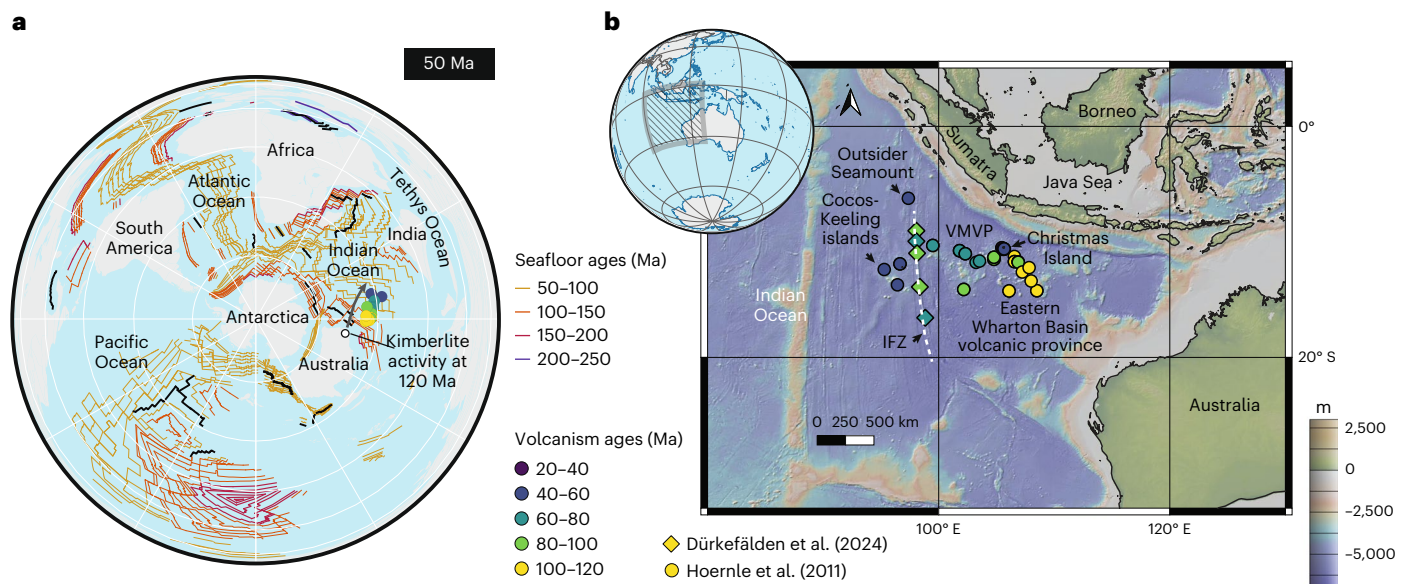 a
50 Ma
Africa
Atlantic
Ocean
Tethys Ocean
South
America
India
Indian
Ocean
Antarctica
Pacific
Ocean
Australia
Kimberlite
activity at
120 Ma
Seafloor ages (Ma)
50–100
100–150
150–200
200–250
Volcanism ages (Ma)
20–40
40–60
60–80
80–100
100–120
b
Borneo
0°
Sumatra
Outsider
Seamount
Java Sea
Cocos-
Keeling
islands
VMVP
Christmas
Island
Indian
Ocean
Eastern
Wharton Basin
volcanic province
IFZ
20° S
0 250 500 km
Australia
100° E
120° E
m
2,500
0
–2,500
–5,000
Dürkefälden et al. (2024)
Hoernle et al. (2011)